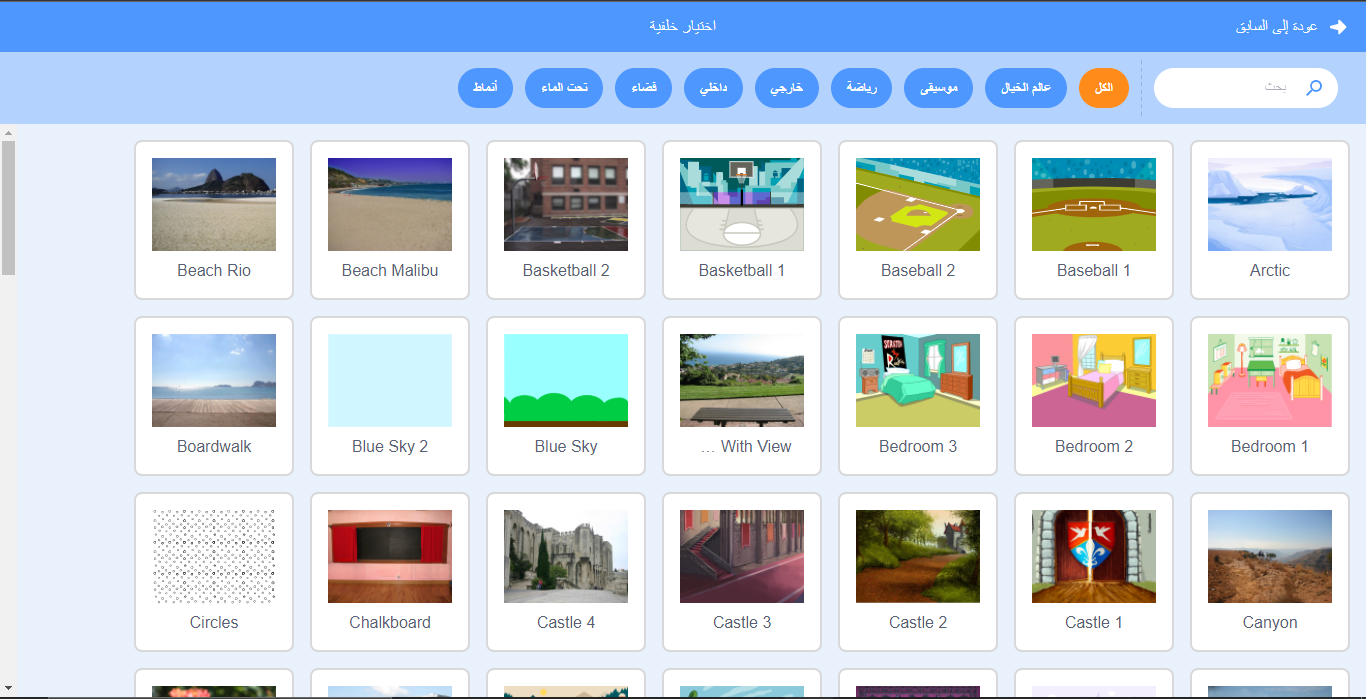 عودة إلى السابق
اختيار خلفية
بحث
الكل
عالم الخيال
موسيقى
رياضة
خارجي
داخلي
فضاء
تحت الماء
أنماط
Arctic
Baseball 1
Baseball 2
Basketball 1
Basketball 2
Beach Malibu
Beach Rio
Bedroom 1
Bedroom 2
Bedroom 3
... With View
Blue Sky
Blue Sky 2
Boardwalk
Canyon
Castle 1
Castle 2
Castle 3
Castle 4
Chalkboard
Circles